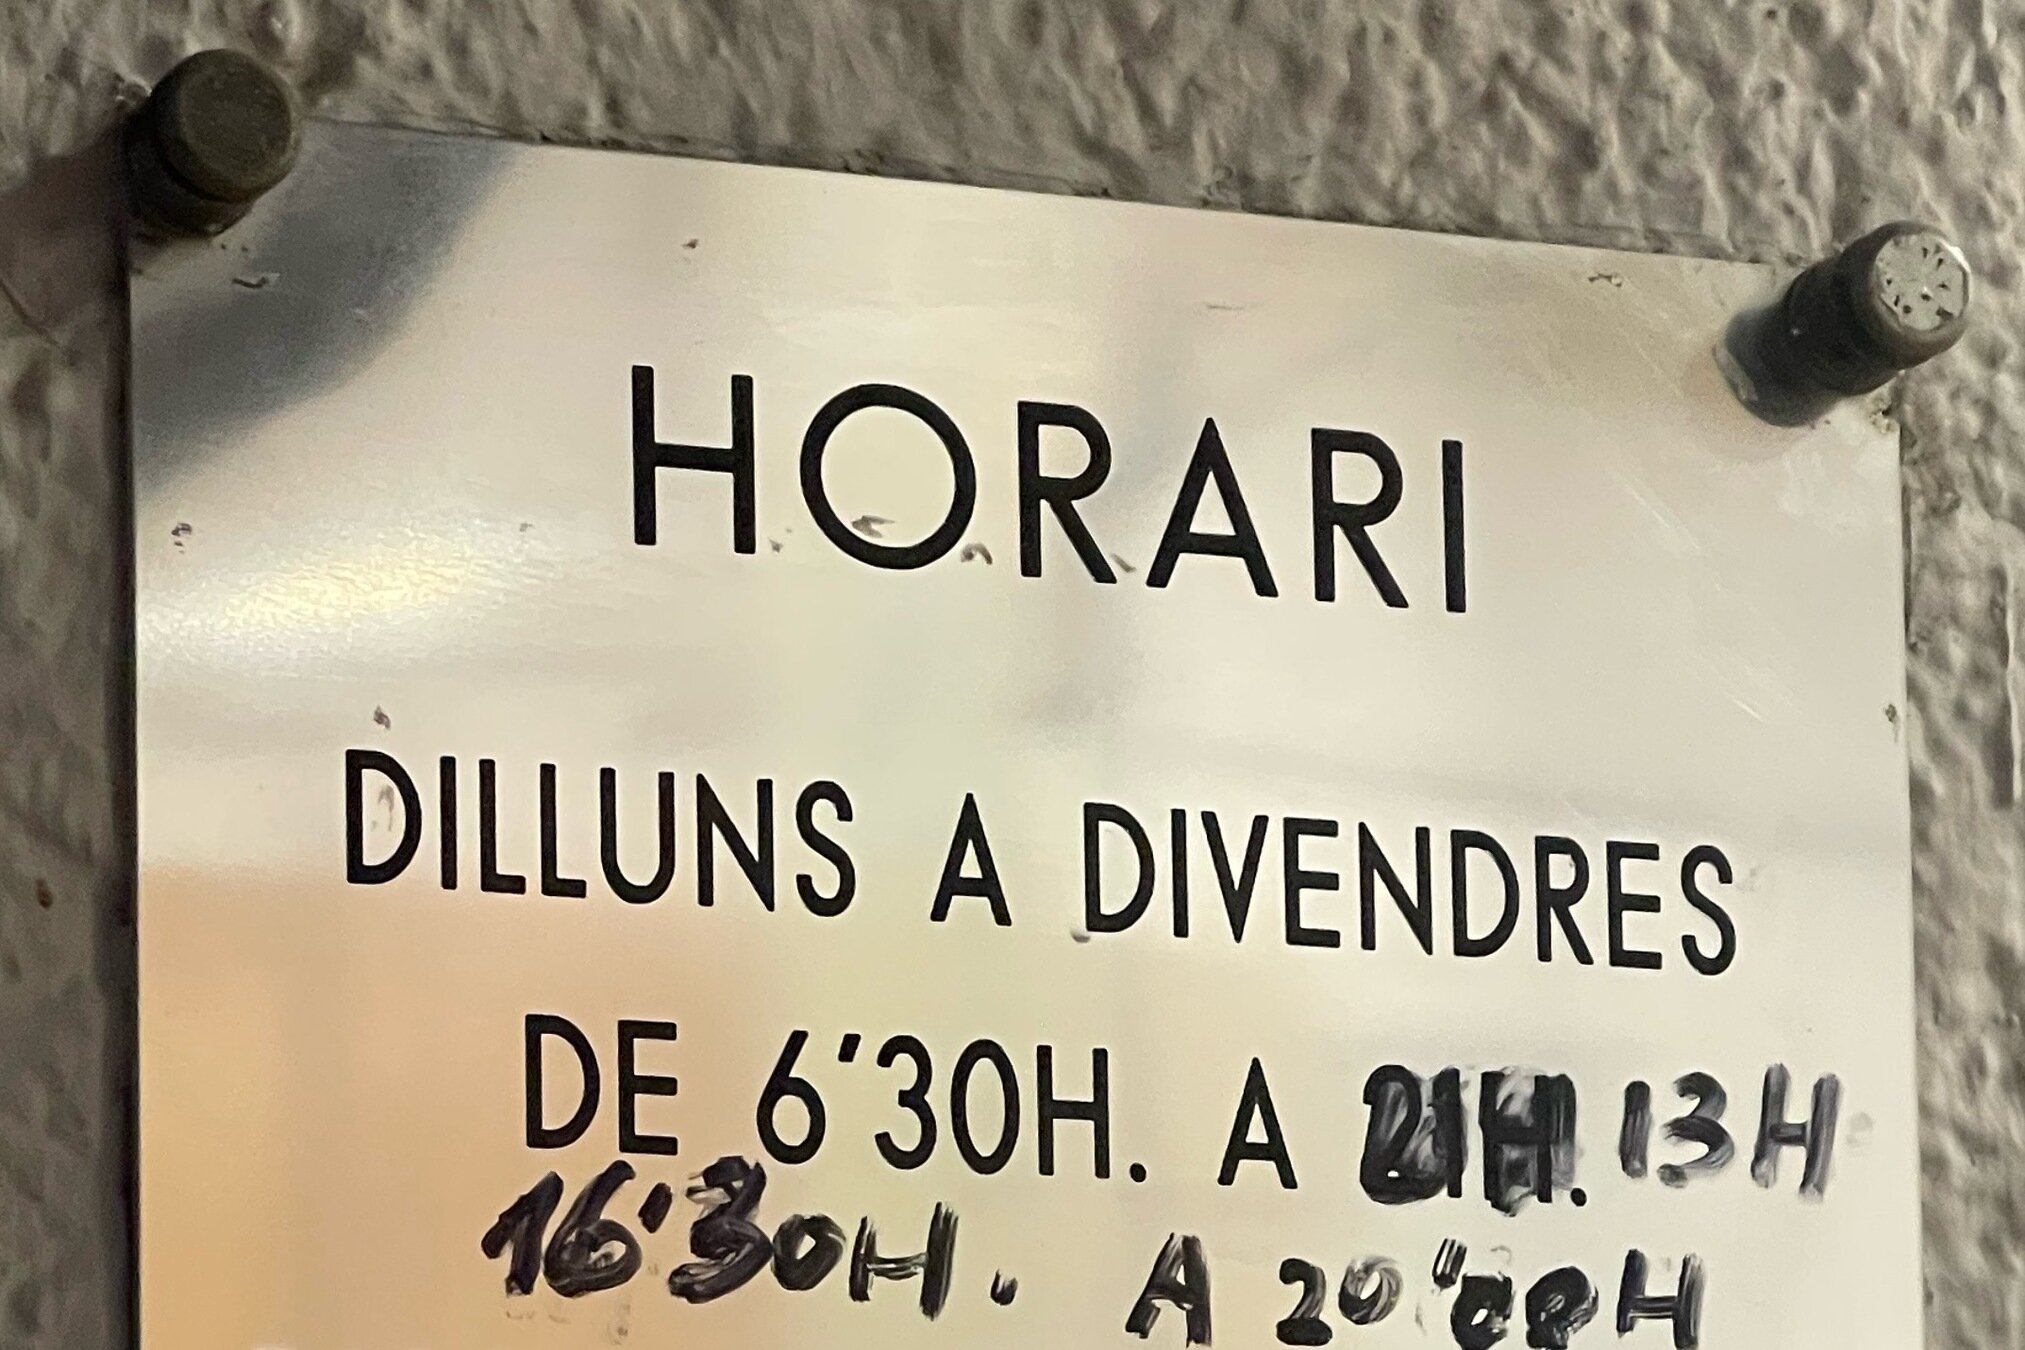 HORARI
DILLUNS A DIVENDRES
DE 6'30H. A 21H. 13H
16'30H. A 20'00H